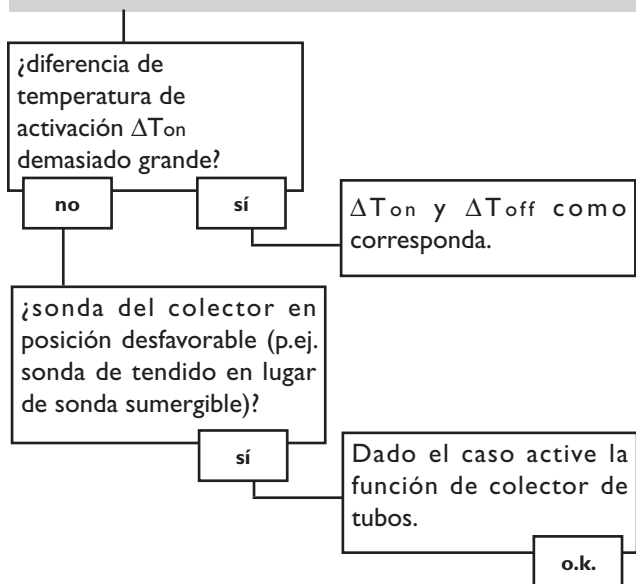 ¿diferencia de
temperatura de
activación ΔTon
demasiado grande?
no
sí
ΔTon y ΔToff como
corresponda.
¿sonda del colector en
posición desfavorable (p.ej.
sonda de tendido en lugar
de sonda sumergible)?
sí
Dado el caso active la
función de colector de
tubos.
o.k.